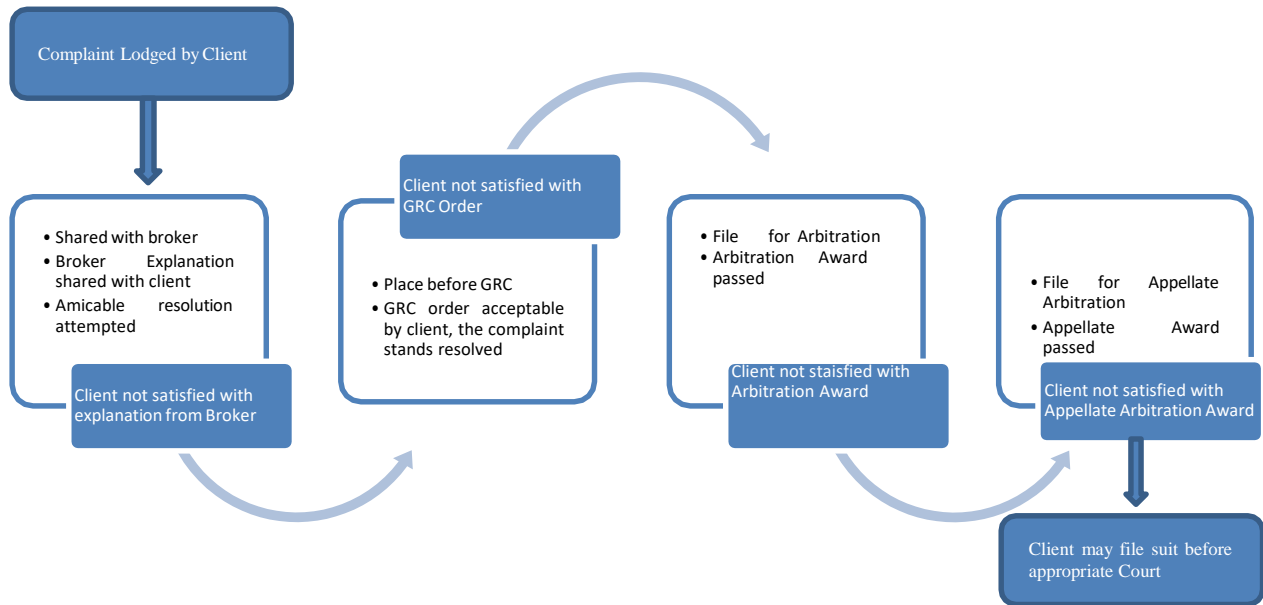 Complaint Lodged by Client
• Shared with broker
• Broker Explanation
shared with client
• Amicable resolution
attempted
Client not satisfied with
explanation from Broker
Client not satisfied with
GRC Order
• Place before GRC
• GRC order acceptable
by client, the complaint
stands resolved
• File for Arbitration
• Arbitration Award
passed
Client not staisfied with
Arbitration Award
• File for Appellate
Arbitration
• Appellate Award
passed
Client not satisfied with
Appellate Arbitration Award
Client may file suit before
appropriate Court